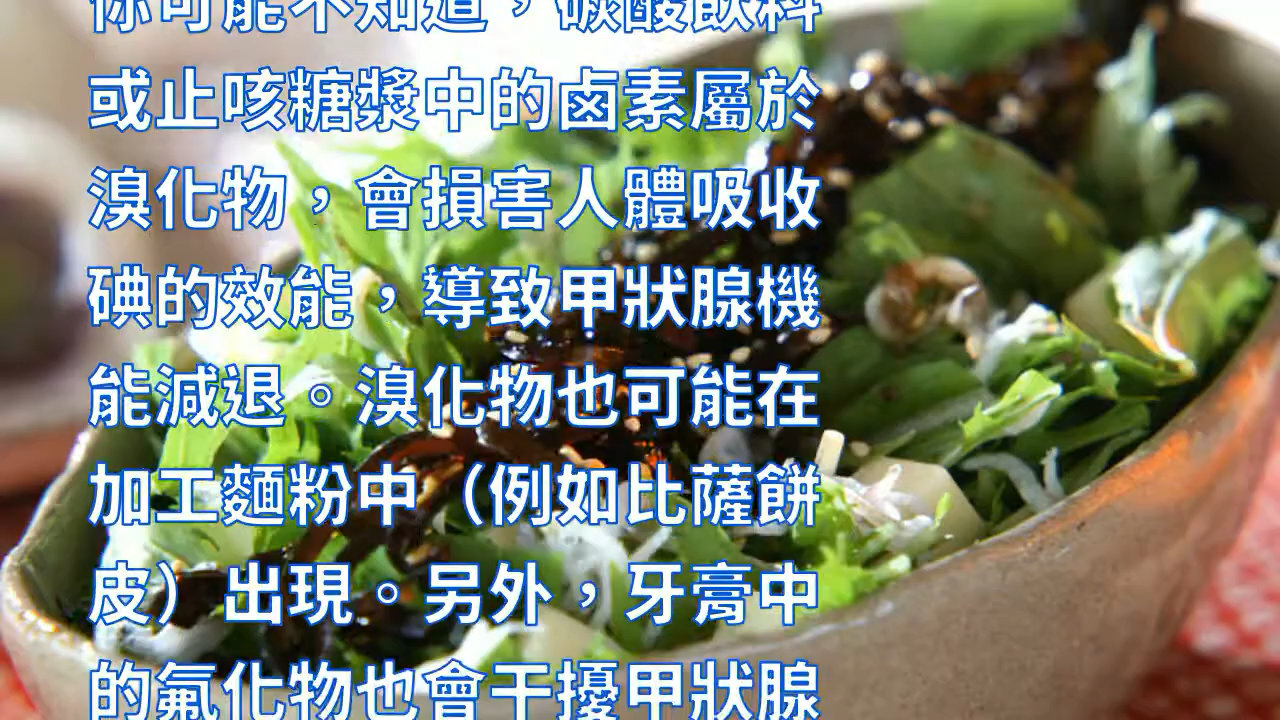 你可能不知道，碳酸飲料
或止咳糖漿中的鹵素屬於
溴化物，會損害人體吸收
碘的效能，導致甲狀腺機
能減退。溴化物也可能在
加工麵粉中（例如比薩餅
皮）出現。另外，牙膏中
的氟化物也會干擾甲狀腺